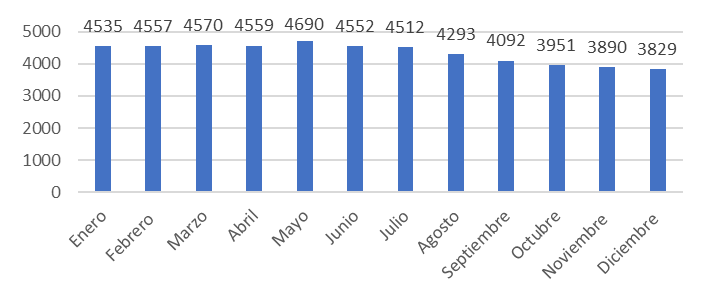 4535 4557 4570 4559 4690 4552 4512 4293 4092 3951 3890 3829
5000
4000
3000
2000
1000
0
Enero
Febrero
Marzo
Abril
Mayo
Junio
Julio
Agosto
Septiembre
Octubre
Noviembre
Diciembre